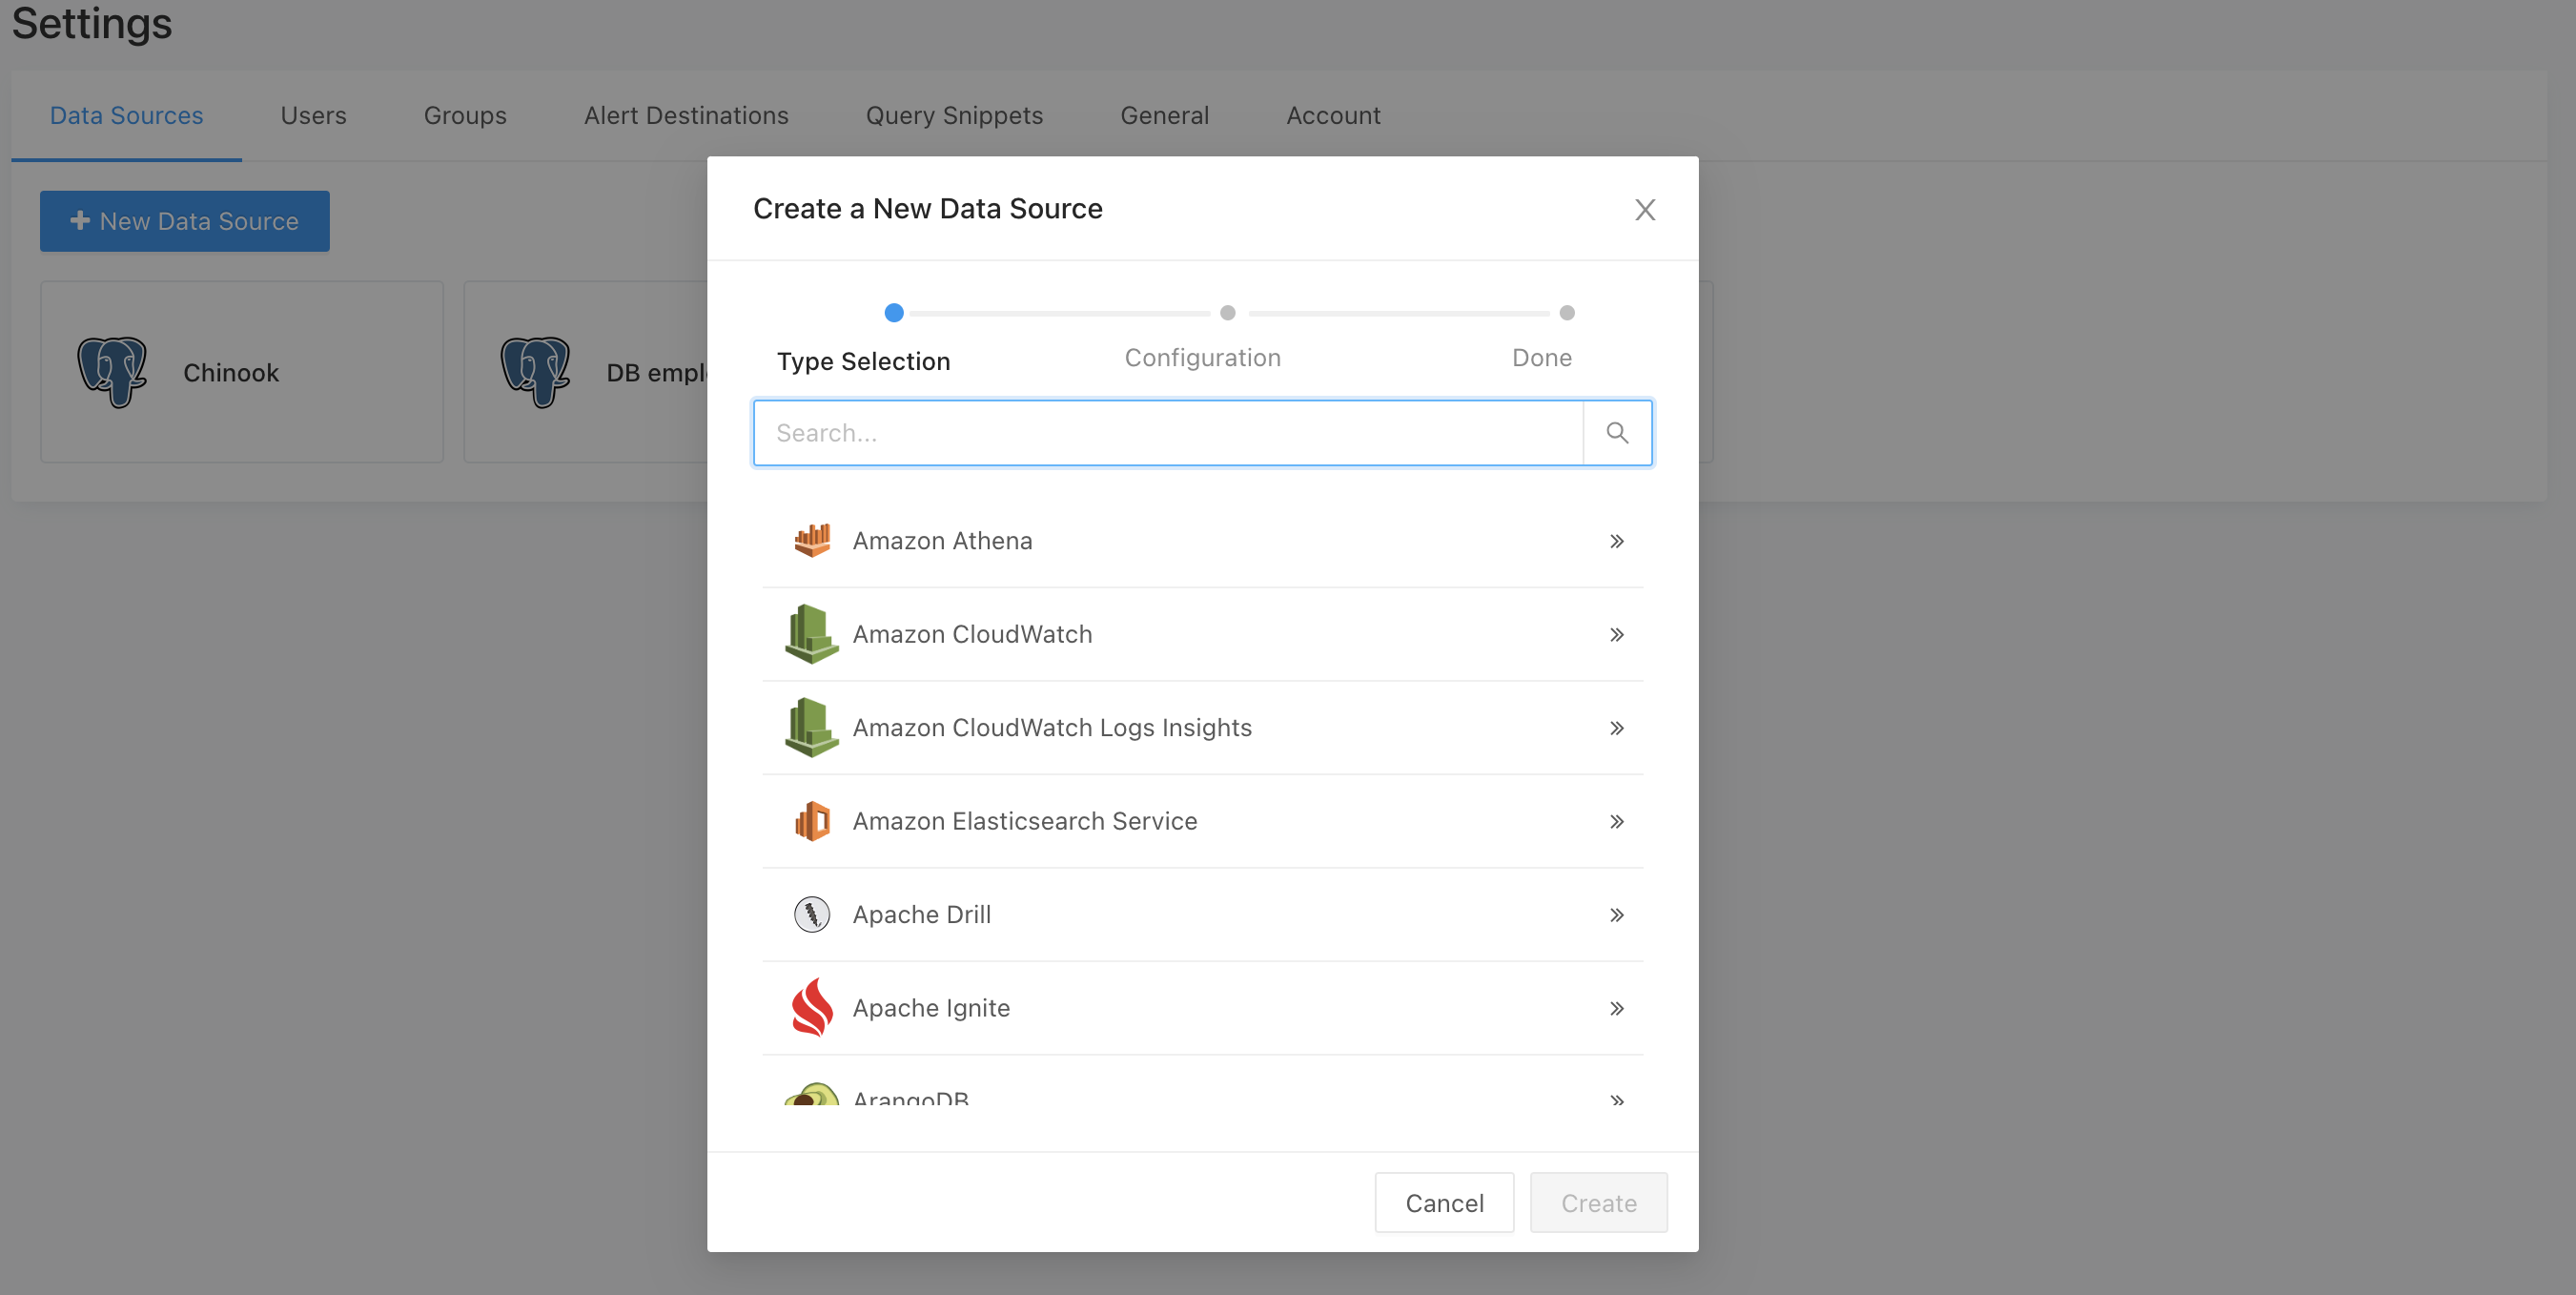 Settings
Data Sources Users Groups Alert Destinations Query Snippets General Account
New Data Source
Chinook
DB empl
Create a New Data Source
Type Selection Configuration Done
Search...
Amazon Athena
Amazon CloudWatch
Amazon CloudWatch Logs Insights
Amazon Elasticsearch Service
Apache Drill
Apache Ignite
ArangoDB
Cancel Create